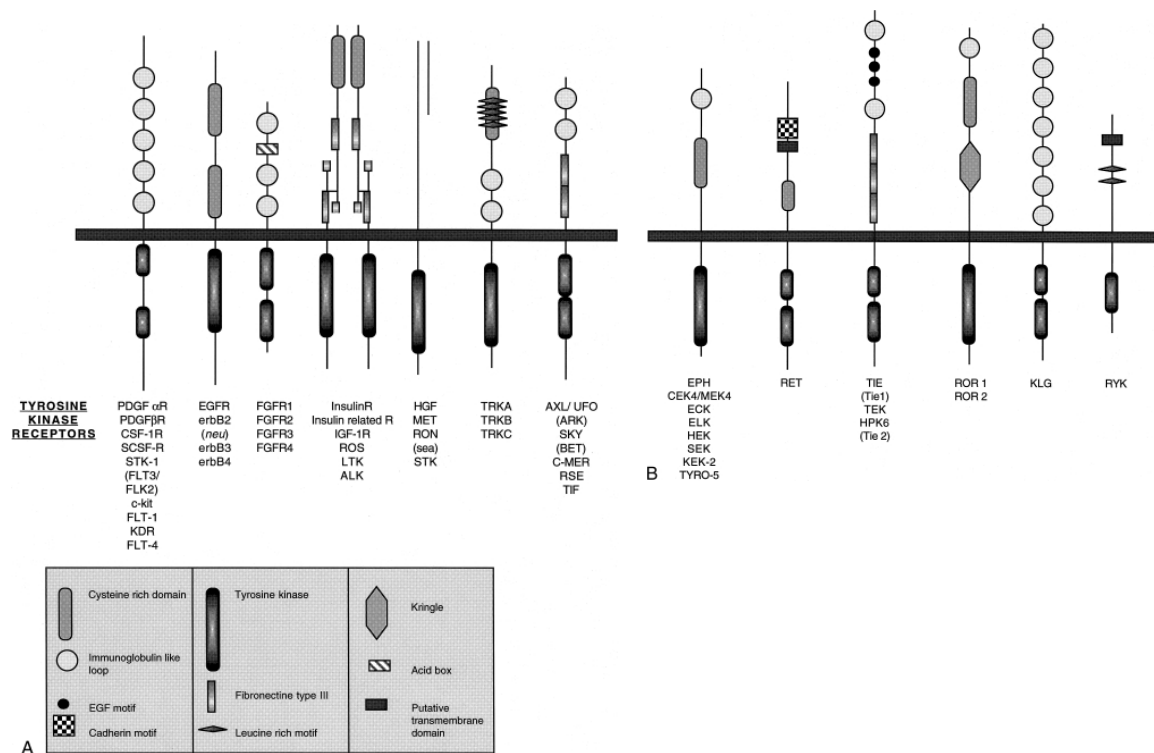 TYROSINE
KINASE
RECEPTORS
PDGF αR
PDGFβR
CSF-1R
SCSF-R
STK-1
(FLT3/
FLK2)
c-kit
FLT-1
KDR
FLT-4
EGFR
erbB2
(neu)
erbB3
erbB4
FGFR1
FGFR2
FGFR3
FGFR4
InsulinR
Insulin related R
IGF-1R
ROS
LTK
ALK
HGF
MET
RON
(sea)
STK
TRKA
TRKB
TRKC
AXL/ UFO
(ARK)
SKY
(BET)
C-MER
RSE
TIF
EPH
CEK4/MEK4
ECK
ELK
HEK
SEK
KEK-2
TYRO-5
RET
TIE
(Tie1)
TEK
HPK6
(Tie 2)
ROR 1
ROR 2
KLG
RYK
B
Cysteine rich domain
Immunoglobulin like
loop
EGF motif
Cadherin motif
Tyrosine kinase
Fibronectine type III
Leucine rich motif
Kringle
Acid box
Putative
transmembrane
domain
A